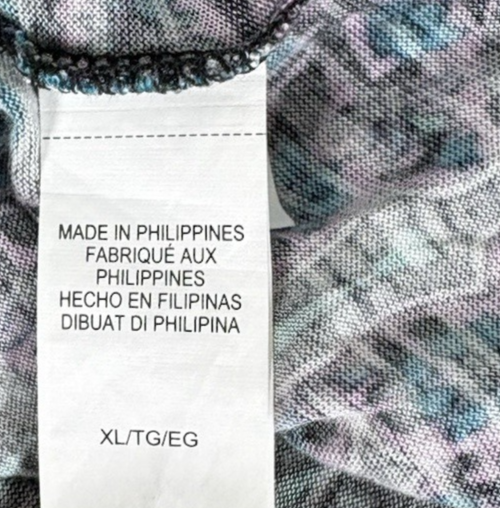 MADE IN PHILIPPINES
FABRIQUÉ AUX
PHILIPPINES
HECHO EN FILIPINAS
DIBUAT DI PHILIPINA
XL/TG/EG